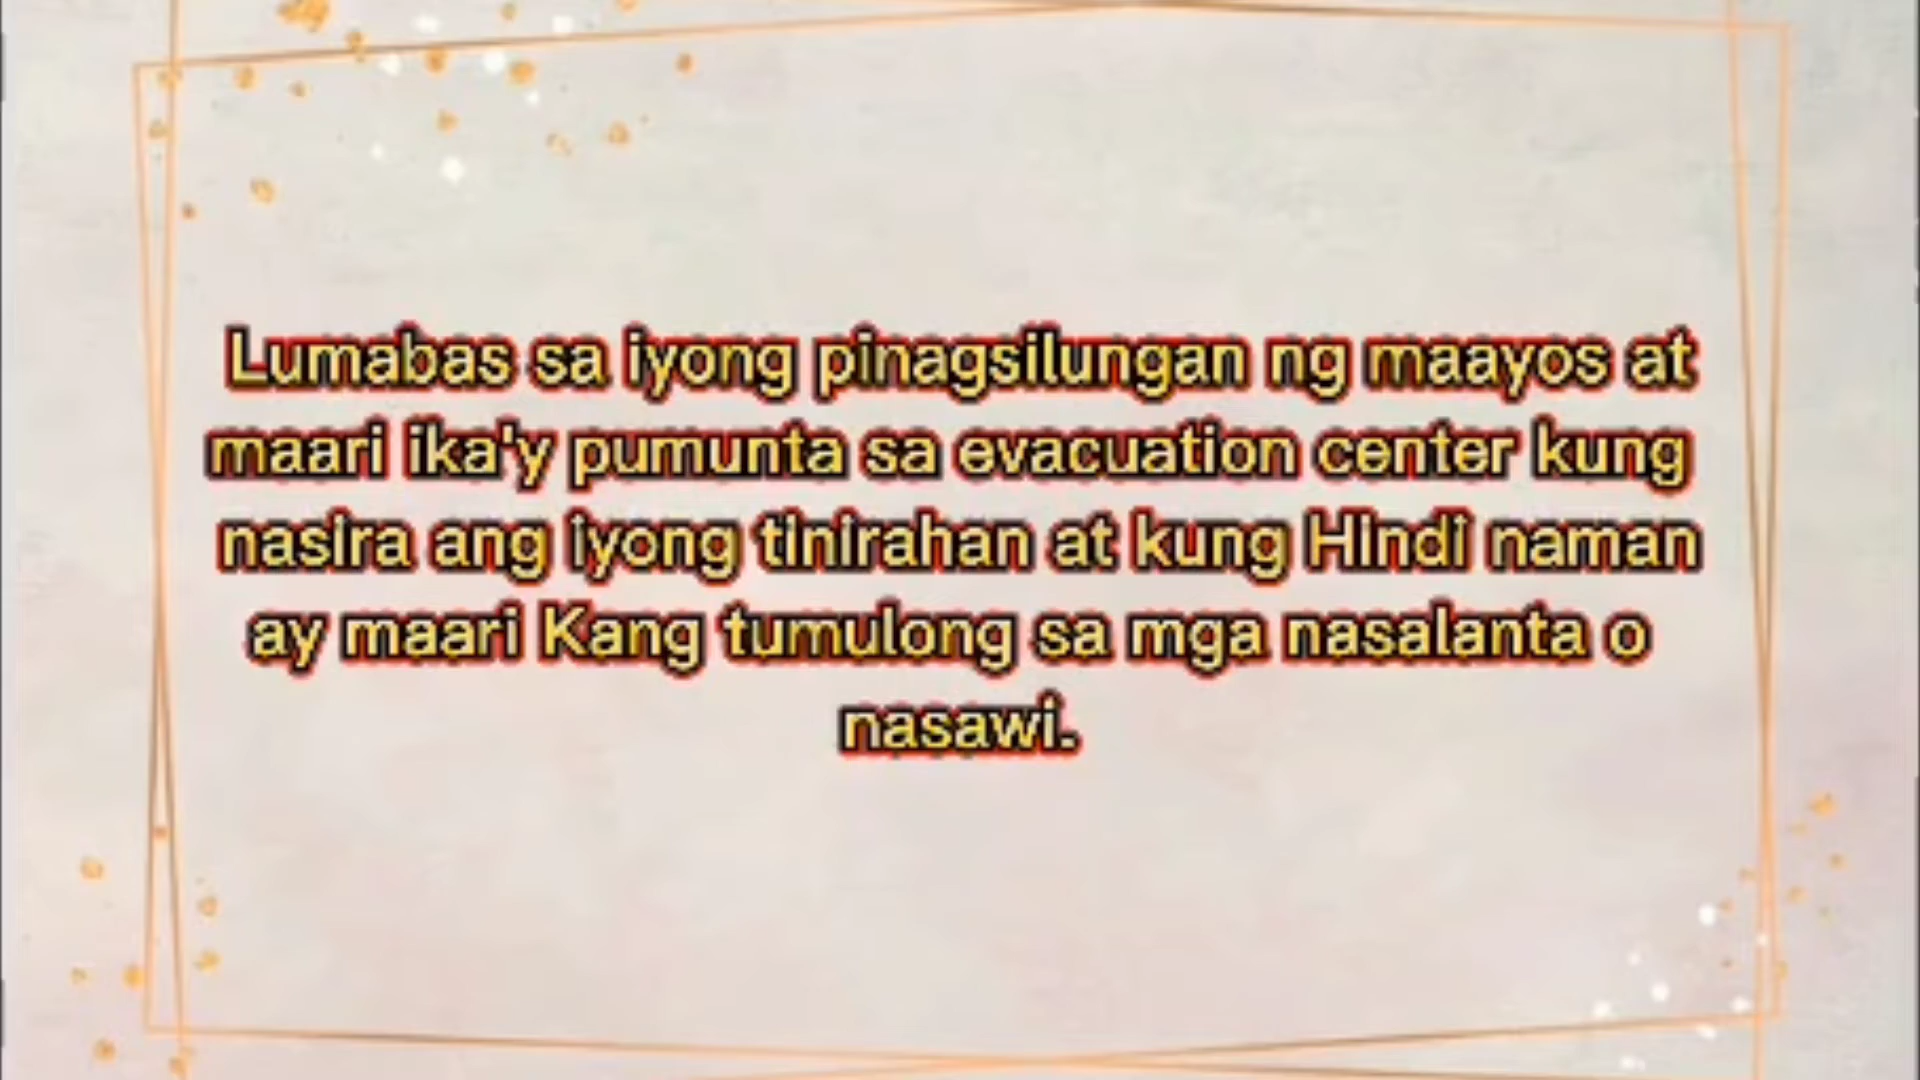 Lumabas sa iyong pinagsilungan ng maayos at
maari ika'y pumunta sa evacuation center kung
nasira ang iyong tinirahan at kung Hindi naman
ay maari Kang tumulong sa mga nasalanta o
nasawi.